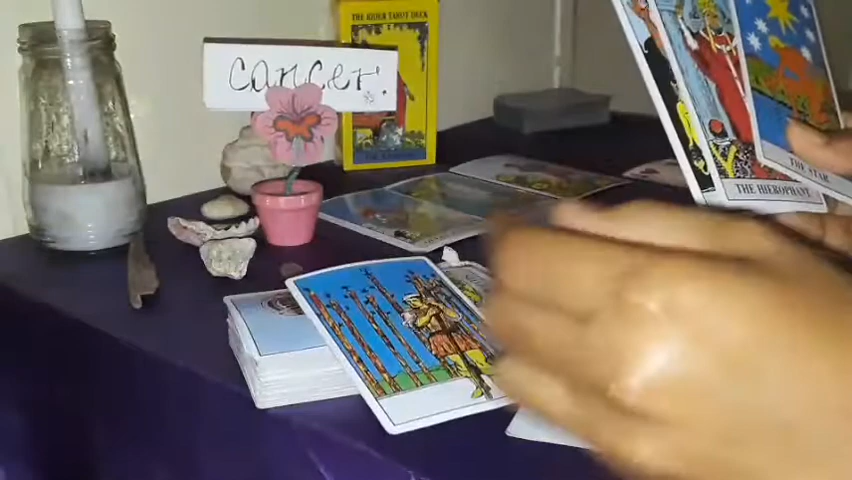 THE RIDER TAROT DECK
cancer
THE HIEROPHANT.
THE STAR.